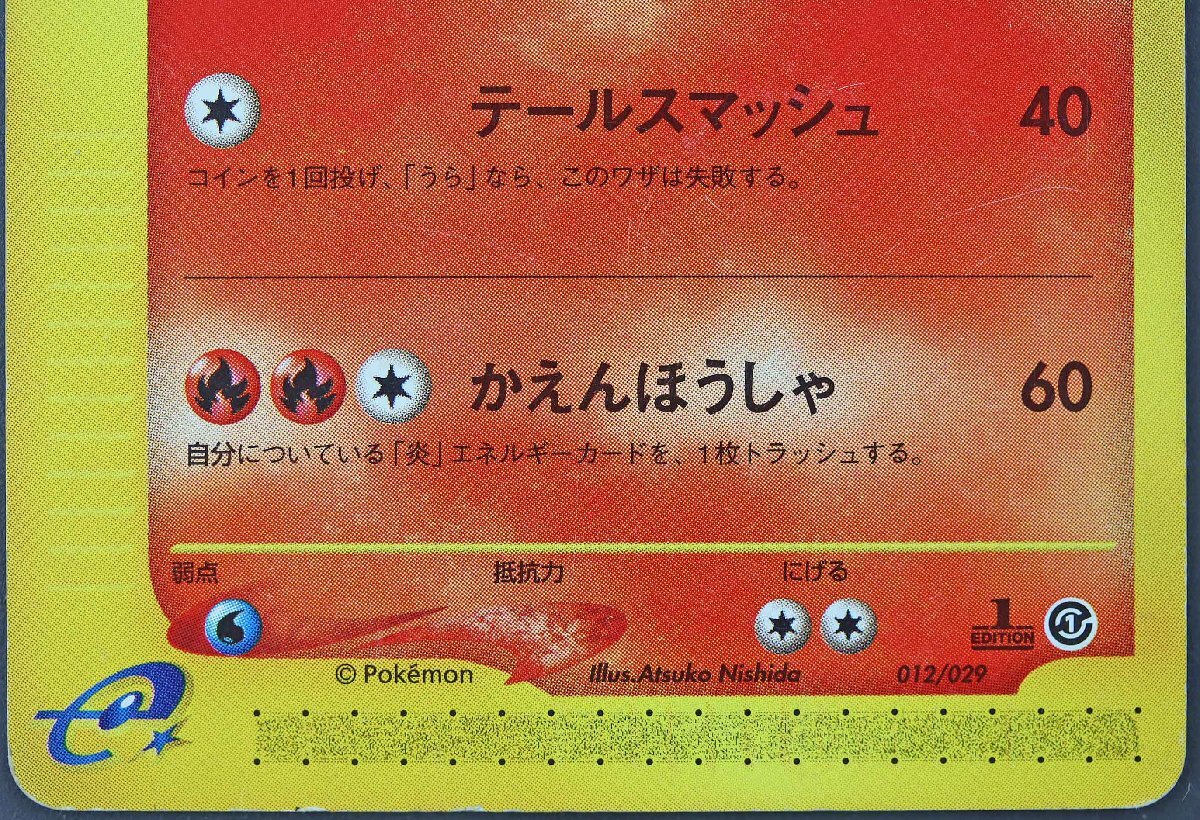 テールスマッシュ 40
コインを1回投げ、「うら」なら、このワザは失敗する。
かえんほうしゃ 60
自分についている「炎」エネルギーカードを、1枚トラッシュする。
弱点 抵抗力 にげる
1 EDITION
© Pokémon Illus.Atsuko Nishida 012/029